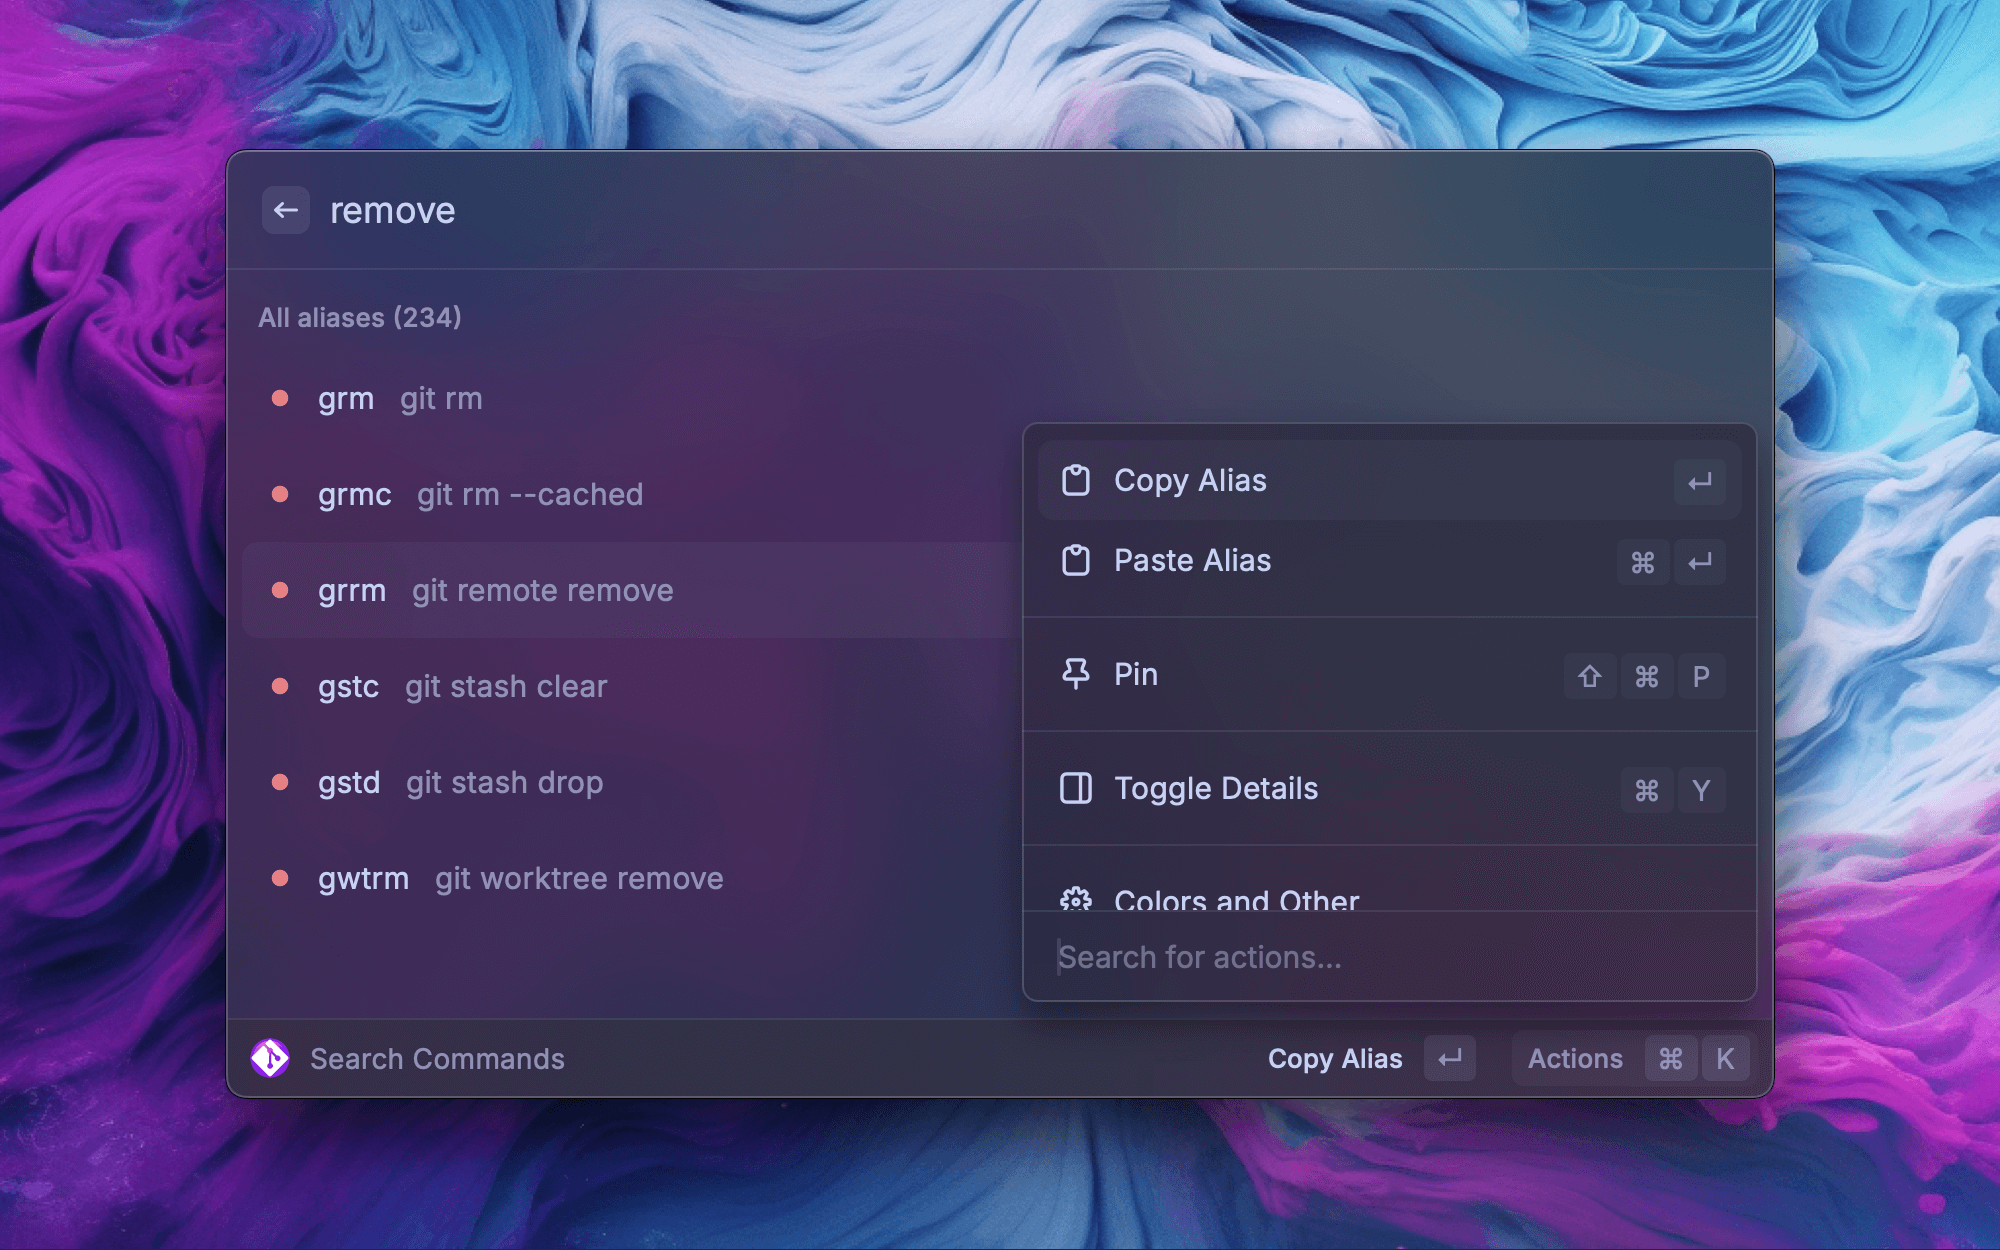 remove
All aliases (234)
grm git rm
grmc git rm --cached
grrm git remote remove
gstc git stash clear
gstd git stash drop
gwtrm git worktree remove
Copy Alias ↵
Paste Alias ⌘ ↵
Pin ⇧ ⌘ P
Toggle Details ⌘ Y
Colors and Other
Search for actions...
Search Commands
Copy Alias ↵ Actions ⌘ K